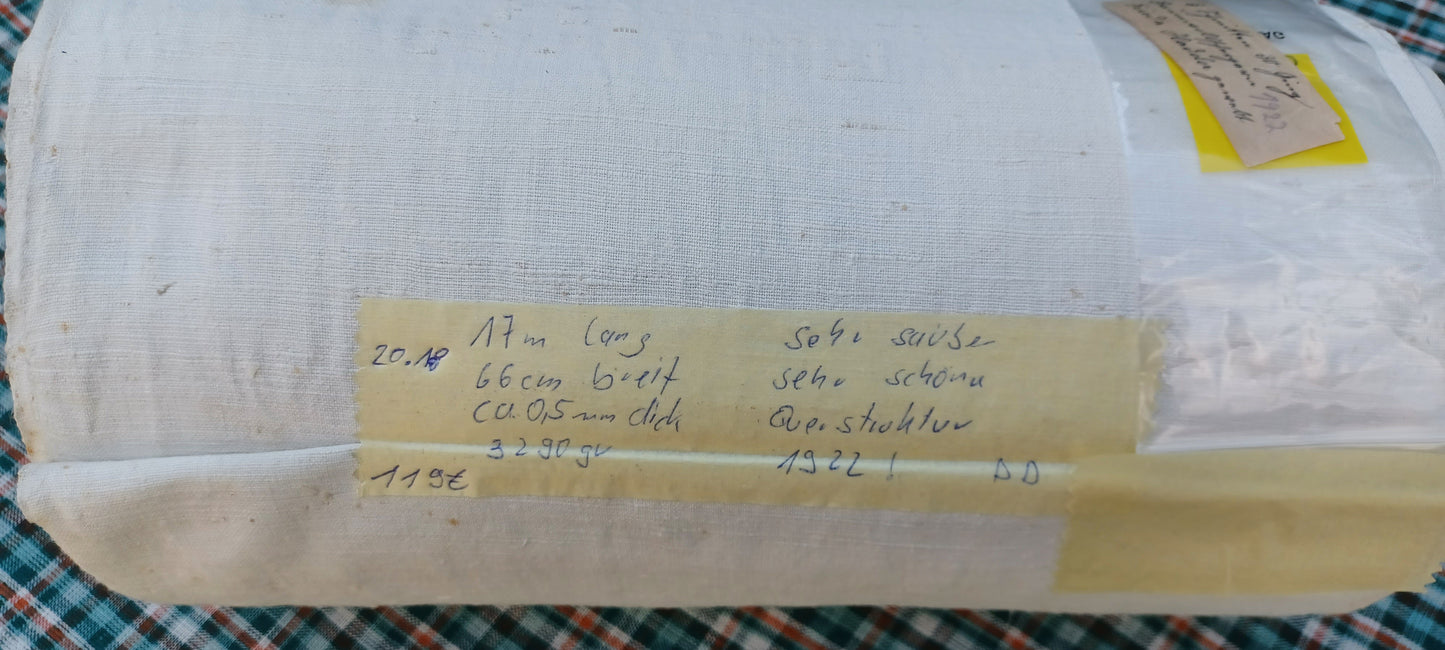 1922
17m lang
66cm breit
ca. 0,5mm dick
3290gr
20.18
119€
sehr sauber
sehr schöne
Querstruktur
1922! DD